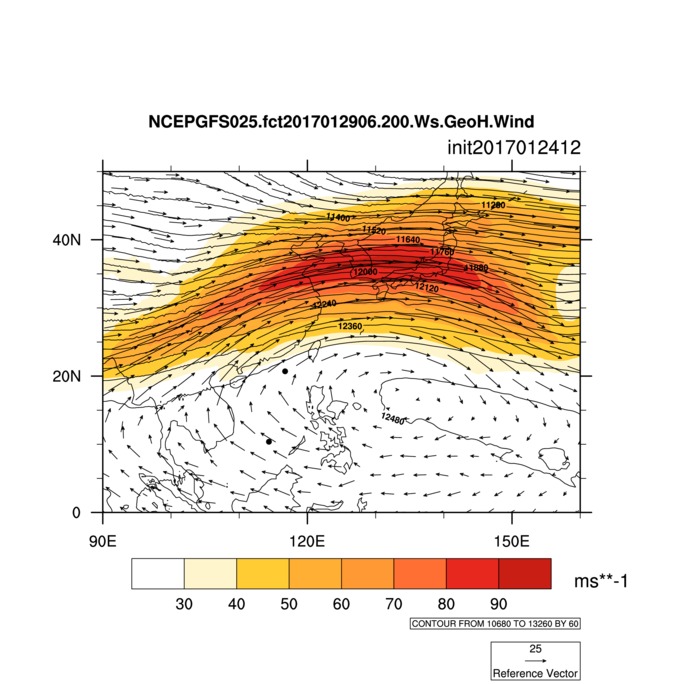 NCEPGFS025.fct2017012906.200.Ws.GeoH.Wind
init2017012412
11280
11400
11520
40N
11640
11760
11880
12000
12120
12240
12360
20N
12480
0
90E 120E 150E
ms**-1
30 40 50 60 70 80 90
CONTOUR FROM 10680 TO 13260 BY 60
25
Reference Vector